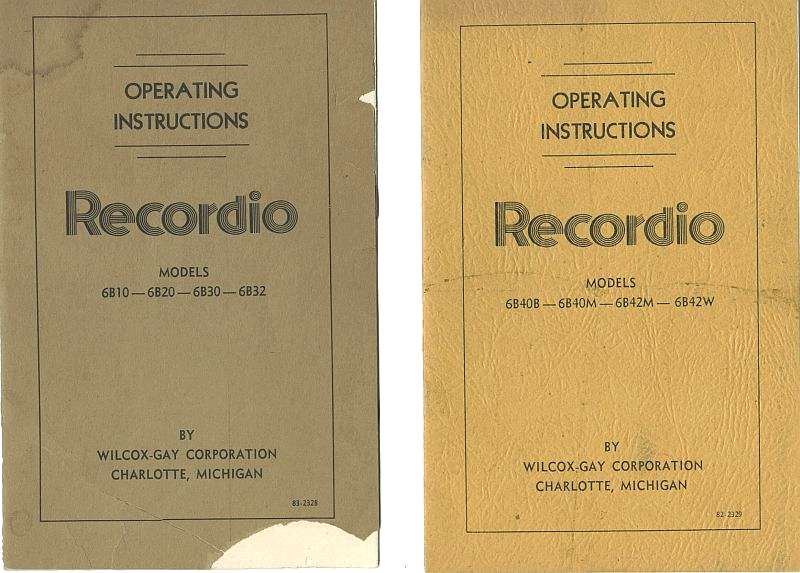 OPERATING
INSTRUCTIONS
Recordio
MODELS
6B10 — 6B20 — 6B30 — 6B32
BY
WILCOX-GAY CORPORATION
CHARLOTTE, MICHIGAN
83-2328
OPERATING
INSTRUCTIONS
Recordio
MODELS
6B40B — 6B40M — 6B42M — 6B42W
BY
WILCOX-GAY CORPORATION
CHARLOTTE, MICHIGAN
82-2329